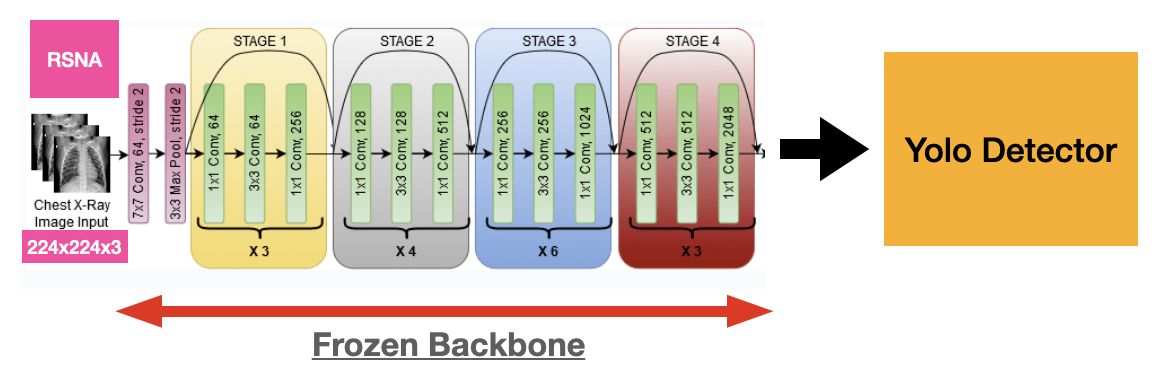 RSNA
Chest X-Ray
Image Input
224x224x3
7x7 Conv, 64, stride 2
3x3 Max Pool, stride 2
STAGE 1
1x1 Conv, 64
3x3 Conv, 64
1x1 Conv, 256
X 3
STAGE 2
1x1 Conv, 128
3x3 Conv, 128
1x1 Conv, 512
X 4
STAGE 3
1x1 Conv, 256
3x3 Conv, 256
1x1 Conv, 1024
X 6
STAGE 4
1x1 Conv, 512
3x3 Conv, 512
1x1 Conv, 2048
X 3
Yolo Detector
Frozen Backbone